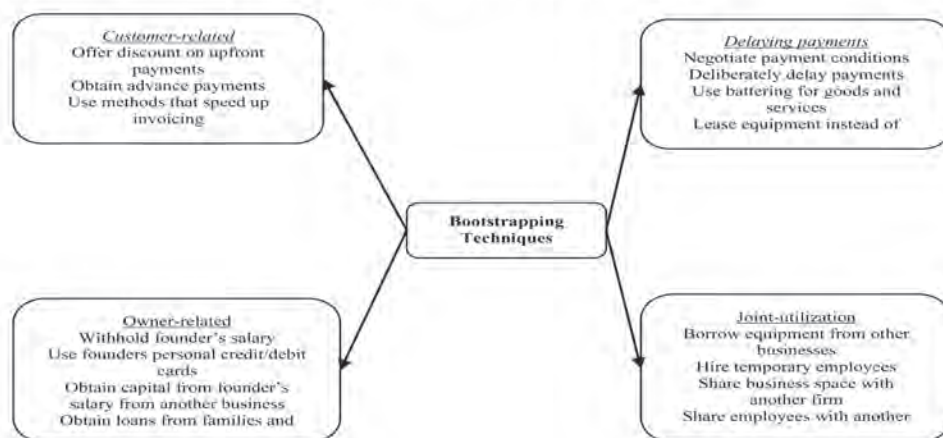 Customer-related
Offer discount on upfront
payments
Obtain advance payments
Use methods that speed up
invoicing
Delaying payments
Negotiate payment conditions
Deliberately delay payments
Use battering for goods and
services
Lease equipment instead of
Bootstrapping
Techniques
Owner-related
Withhold founder's salary
Use founders personal credit/debit
cards
Obtain capital from founder's
salary from another business
Obtain loans from families and
Joint-utilization
Borrow equipment from other
businesses
Hire temporary employees
Share business space with
another firm
Share employees with another